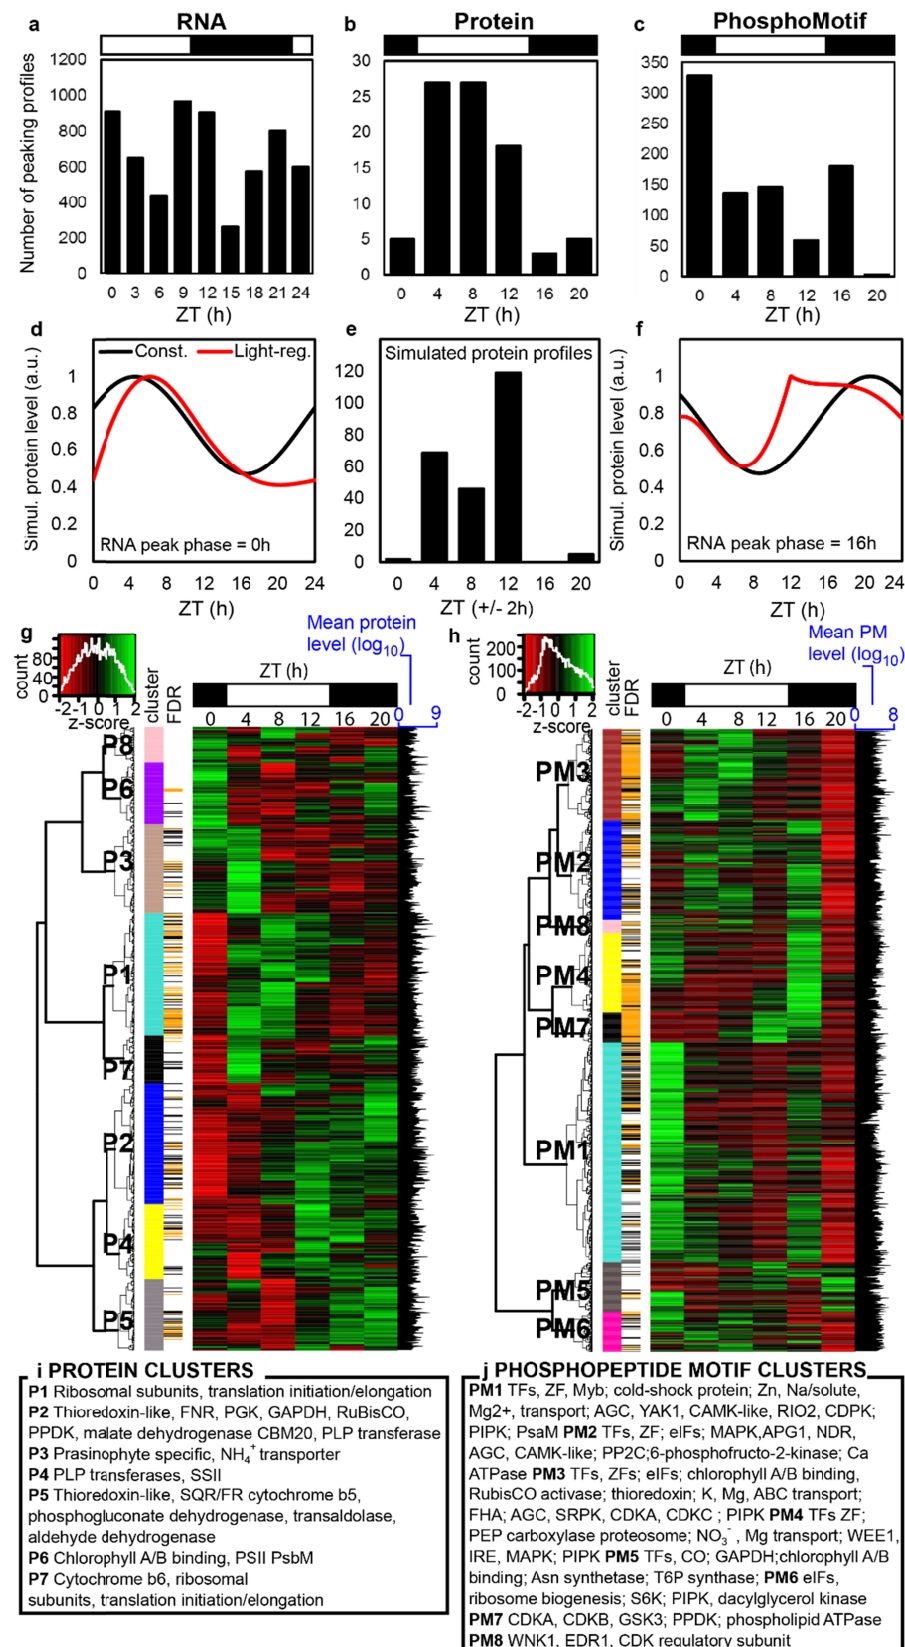 a RNA
b Protein
c PhosphoMotif
Number of peaking profiles
1200
1000
800
600
400
200
0
0 3 6 9 12 15 18 21 24
ZT (h)
30
25
20
15
10
5
0
0 4 8 12 16 20
ZT (h)
350
300
250
200
150
100
50
0
0 4 8 12 16 20
ZT (h)
d
Simul. protein level (a.u.)
Const. Light-reg.
1
0.8
0.6
0.4
0.2
0
RNA peak phase = 0h
0 4 8 12 16 20 24
ZT (h)
e
Simulated protein profiles
120
100
80
60
40
20
0
0 4 8 12 16 20
ZT (+/- 2h)
f
Simul. protein level (a.u.)
1
0.8
0.6
0.4
0.2
0
RNA peak phase = 16h
0 4 8 12 16 20 24
ZT (h)
g
Mean protein
level (log10)
count
80
40
0
-2 -1 0 1 2
z-score
cluster
FDR
ZT (h)
0 4 8 12 16 20
0 9
P8
P6
P3
P1
P7
P2
P4
P5
h
Mean PM
level (log10)
count
200
100
0
-2 -1 0 1 2
z-score
cluster
FDR
ZT (h)
0 4 8 12 16 20
0 8
PM3
PM2
PM8
PM4
PM7
PM1
PM5
PM6
i PROTEIN CLUSTERS
P1 Ribosomal subunits, translation initiation/elongation
P2 Thioredoxin-like, FNR, PGK, GAPDH, RuBisCO,
PPDK, malate dehydrogenase CBM20, PLP transferase
P3 Prasinophyte specific, NH4+ transporter
P4 PLP transferases, SSII
P5 Thioredoxin-like, SQR/FR cytochrome b5,
phosphogluconate dehydrogenase, transaldolase,
aldehyde dehydrogenase
P6 Chlorophyll A/B binding, PSII PsbM
P7 Cytochrome b6, ribosomal
subunits, translation initiation/elongation
j PHOSPHOPEPTIDE MOTIF CLUSTERS
PM1 TFs, ZF, Myb; cold-shock protein; Zn, Na/solute,
Mg2+, transport; AGC, YAK1, CAMK-like, RIO2, CDPK;
PIPK; PsaM PM2 TFs, ZF; eIFs; MAPK,APG1, NDR,
AGC, CAMK-like; PP2C;6-phosphofructo-2-kinase; Ca
ATPase PM3 TFs, ZFs; eIFs; chlorophyll A/B binding,
RubisCO activase; thioredoxin; K, Mg, ABC transport;
FHA; AGC, SRPK, CDKA, CDKC ; PIPK PM4 TFs ZF;
PEP carboxylase proteosome; NO3-, Mg transport; WEE1,
IRE, MAPK; PIPK PM5 TFs, CO; GAPDH;chlorophyll A/B
binding; Asn synthetase; T6P synthase; PM6 eIFs,
ribosome biogenesis; S6K; PIPK, dacylglycerol kinase
PM7 CDKA, CDKB, GSK3; PPDK; phospholipid ATPase
PM8 WNK1, EDR1, CDK regulatory subunit